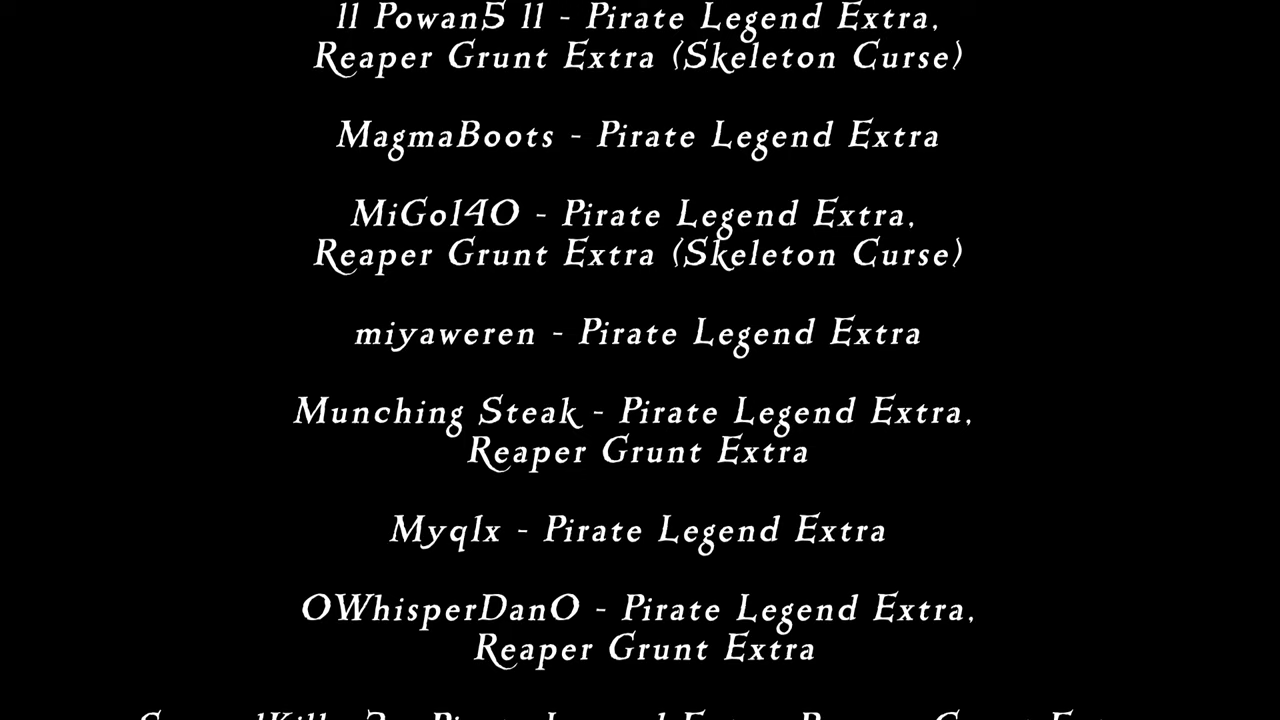 ll Powan5 ll - Pirate Legend Extra,
Reaper Grunt Extra (Skeleton Curse)
MagmaBoots - Pirate Legend Extra
MiGo140 - Pirate Legend Extra,
Reaper Grunt Extra (Skeleton Curse)
miyaweren - Pirate Legend Extra
Munching Steak - Pirate Legend Extra,
Reaper Grunt Extra
Myqlx - Pirate Legend Extra
OWhisperDanO - Pirate Legend Extra,
Reaper Grunt Extra